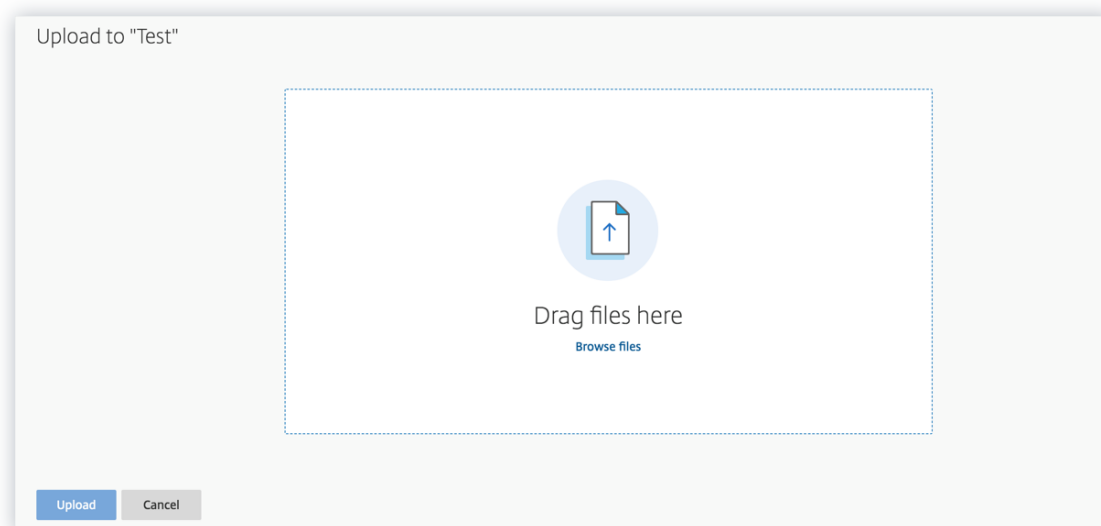 Upload to "Test"
Drag files here
Browse files
Upload
Cancel